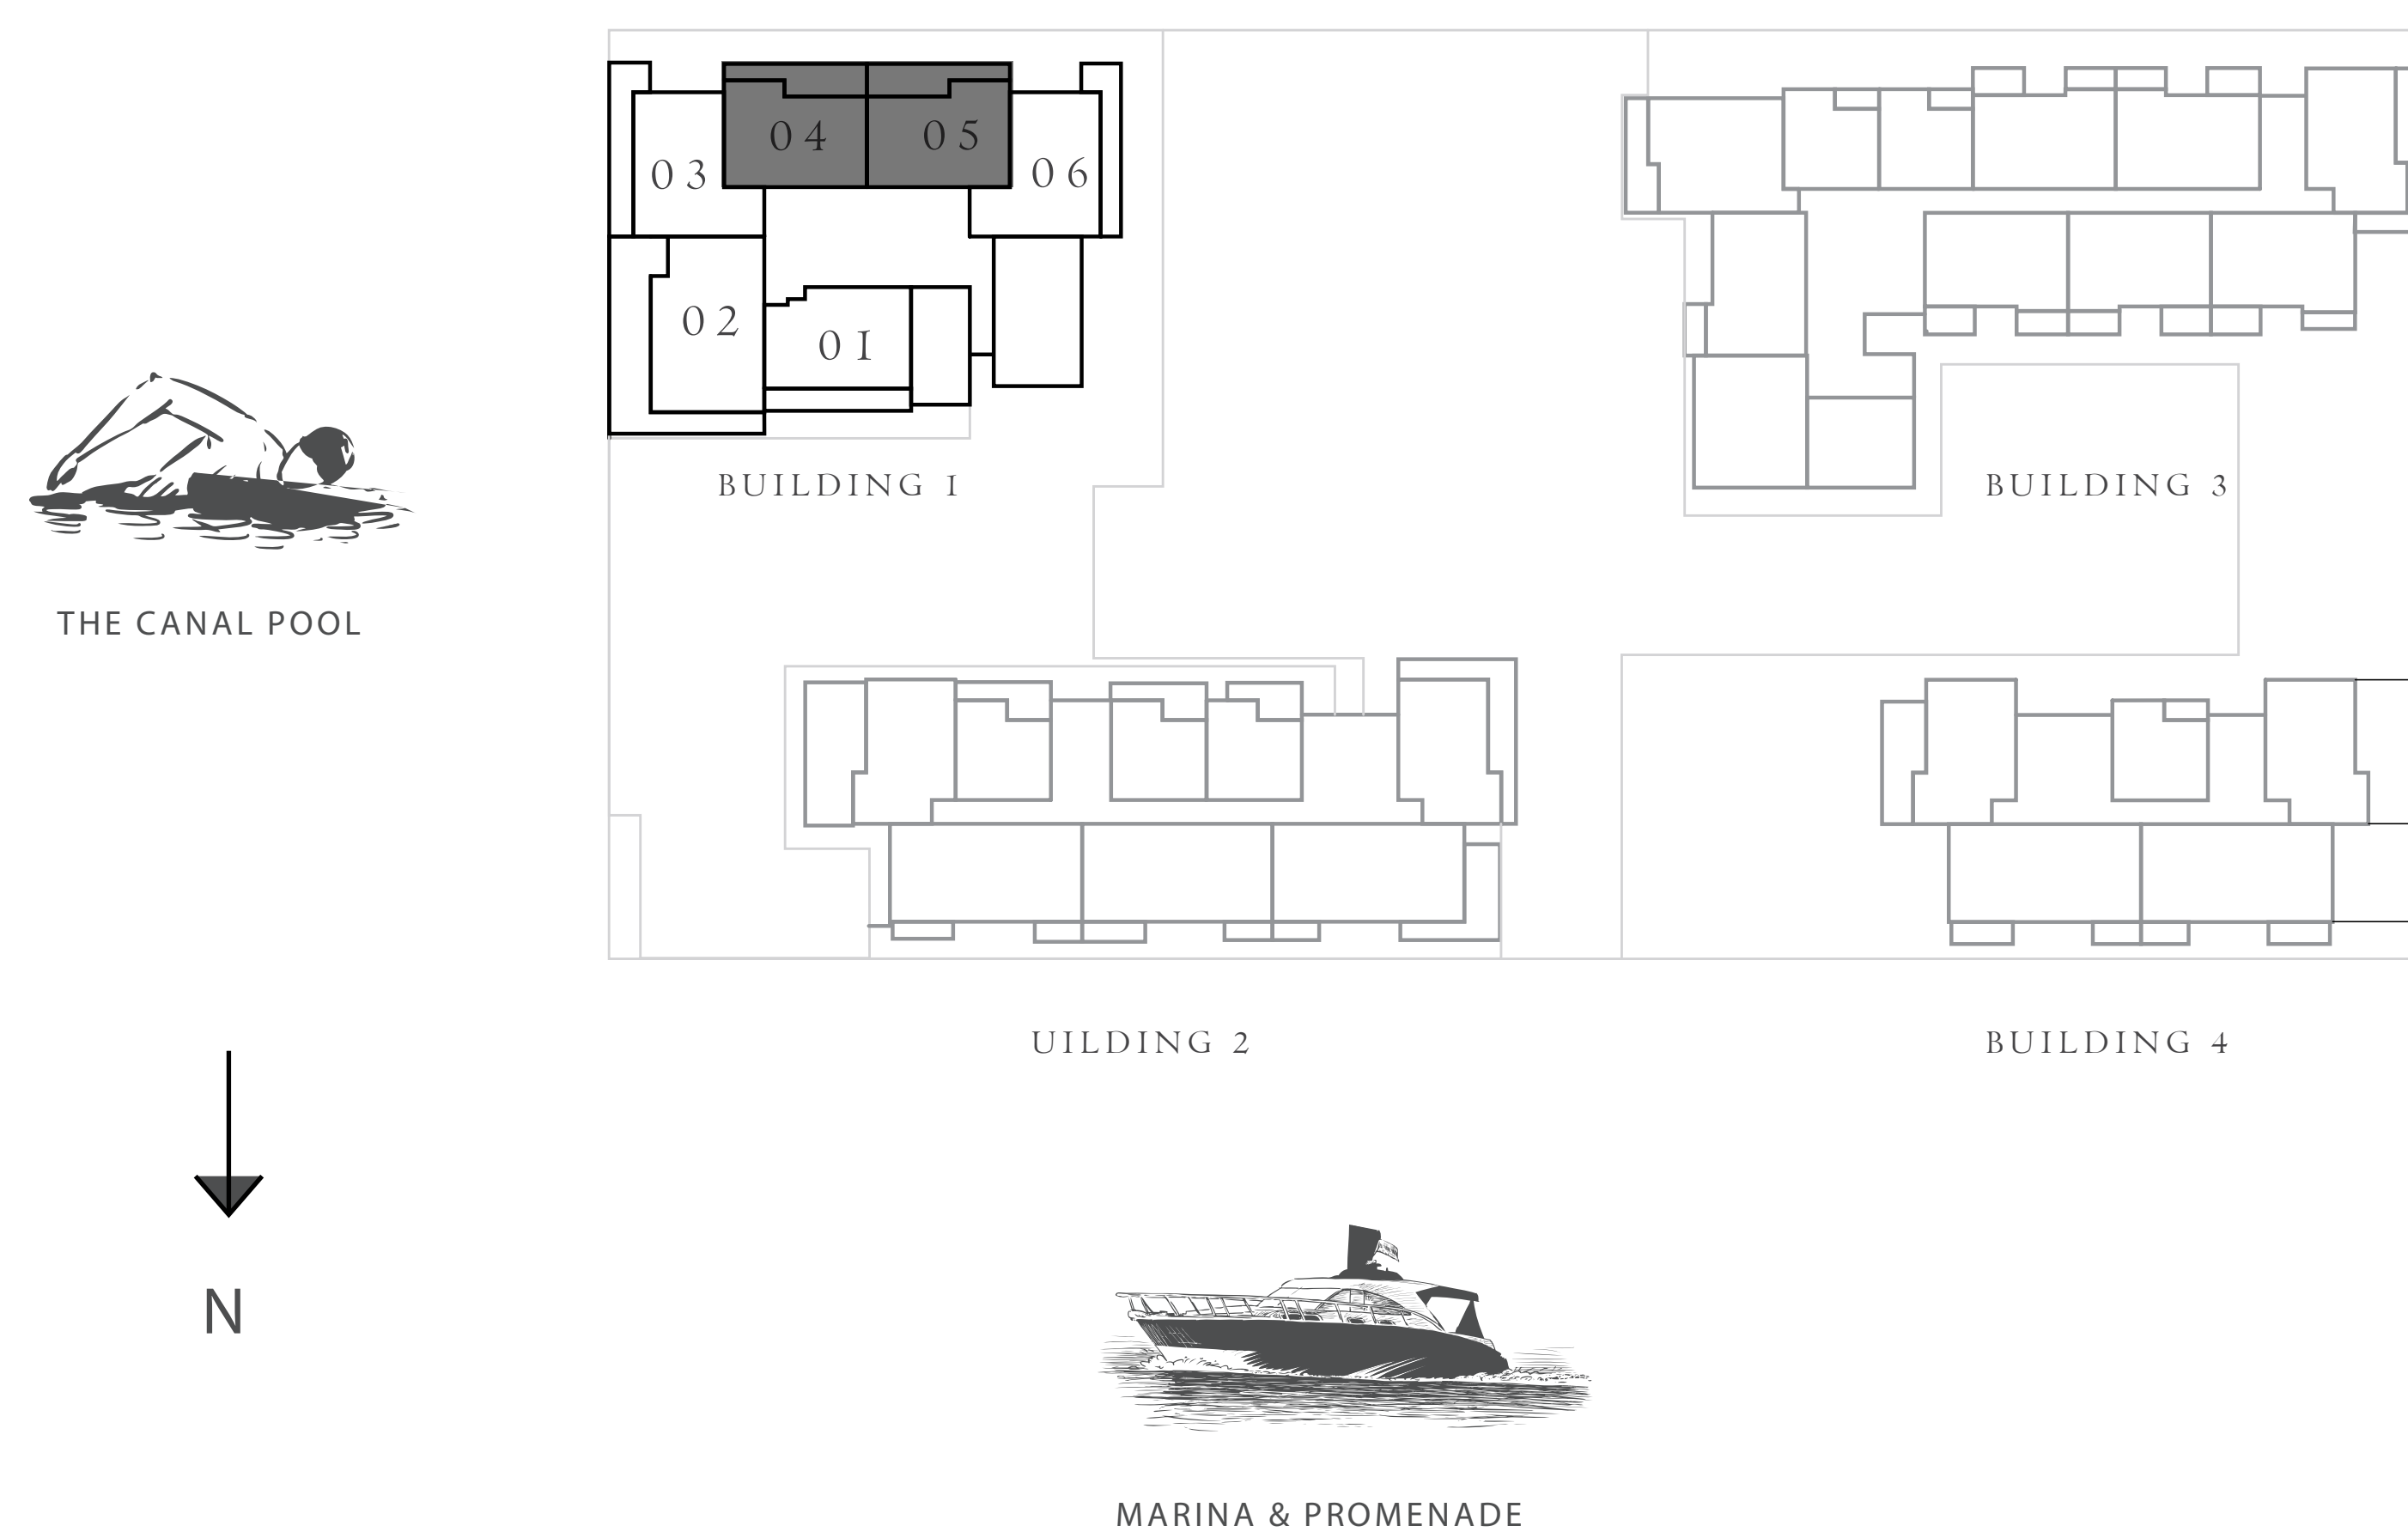 04
05
03
06
02
01
BUILDING 1
BUILDING 3
THE CANAL POOL
UILDING 2
BUILDING 4
N
MARINA & PROMENADE